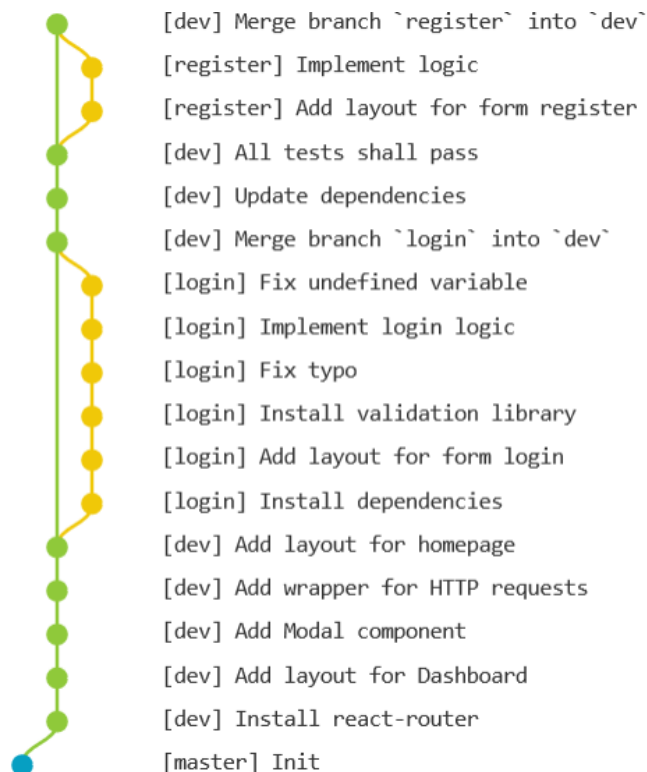 [dev] Merge branch `register` into `dev`
[register] Implement logic
[register] Add layout for form register
[dev] All tests shall pass
[dev] Update dependencies
[dev] Merge branch `login` into `dev`
[login] Fix undefined variable
[login] Implement login logic
[login] Fix typo
[login] Install validation library
[login] Add layout for form login
[login] Install dependencies
[dev] Add layout for homepage
[dev] Add wrapper for HTTP requests
[dev] Add Modal component
[dev] Add layout for Dashboard
[dev] Install react-router
[master] Init